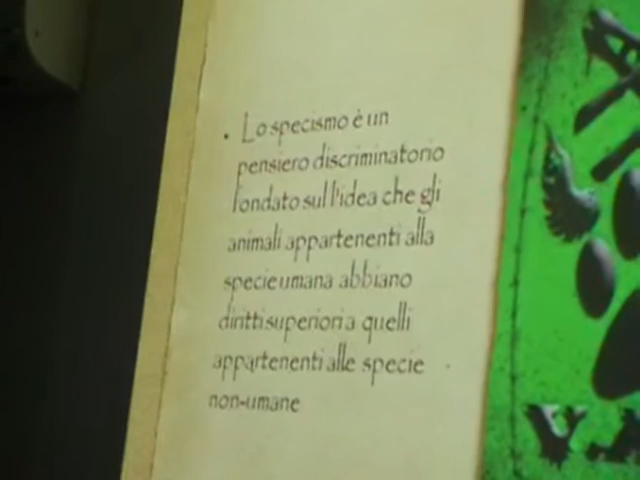 • Lo specismo è un
pensiero discriminatorio
fondato sull'idea che gli
animali appartenenti alla
specie umana abbiano
diritti superiori a quelli
appartenenti alle specie
non-umane